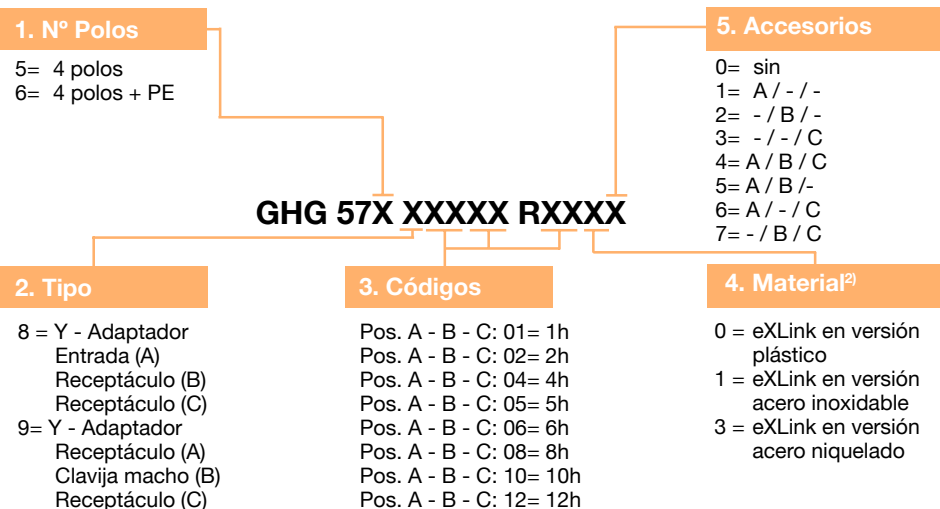 1. Nº Polos
5= 4 polos
6= 4 polos + PE
5. Accesorios
0= sin
1= A / - / -
2= - / B / -
3= - / - / C
4= A / B / C
5= A / B /-
6= A / - / C
7= - / B / C
GHG 57X XXXXX RXXXX
2. Tipo
8 = Y - Adaptador
Entrada (A)
Receptáculo (B)
Receptáculo (C)
9= Y - Adaptador
Receptáculo (A)
Clavija macho (B)
Receptáculo (C)
3. Códigos
Pos. A - B - C: 01= 1h
Pos. A - B - C: 02= 2h
Pos. A - B - C: 04= 4h
Pos. A - B - C: 05= 5h
Pos. A - B - C: 06= 6h
Pos. A - B - C: 08= 8h
Pos. A - B - C: 10= 10h
Pos. A - B - C: 12= 12h
4. Material2)
0 = eXLink en versión
plástico
1 = eXLink en versión
acero inoxidable
3 = eXLink en versión
acero niquelado